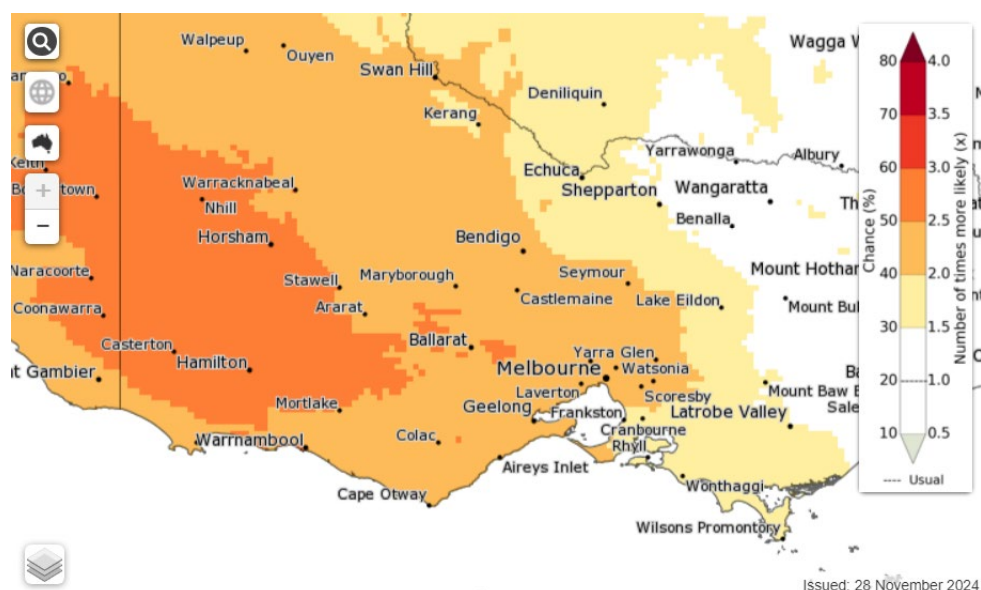 Walpeup
Ouyen
Wagga W
Swan Hill
Deniliquin
Kerang
Yarrawonga
Albury
Keith
Echuca
Warracknabeal
Shepparton
Wangaratta
Nhill
Th
Benalla
Horsham
Bendigo
Naracoorte
Stawell
Maryborough
Seymour
Mount Hotham
Castlemaine
Lake Eildon
Coonawarra
Ararat
Mount Bul
Casterton
Ballarat
Yarra Glen
Hamilton
Melbourne
Watsonia
t Gambier
Ba
Laverton
Scoresby
Mount Baw B
Mortlake
Geelong
Frankston
Latrobe Valley
Sale
Warrnambool
Colac
Cranbourne
Rhyll
Aireys Inlet
Wonthaggi
Cape Otway
Wilsons Promontory
Chance (%)
80
70
60
50
40
30
20
10
4.0
3.5
3.0
2.5
2.0
1.5
1.0
0.5
Number of times more likely (x)
---- Usual
Issued: 28 November 2024